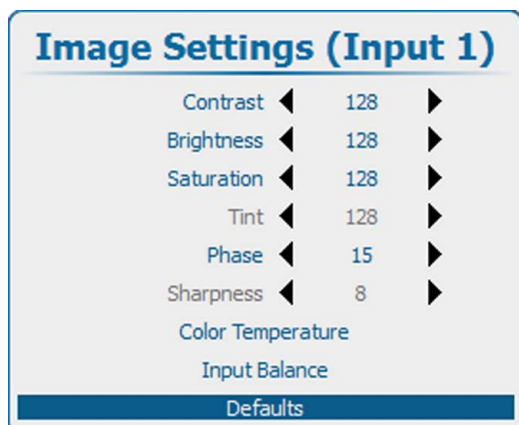 Image Settings (Input 1)
Contrast 128
Brightness 128
Saturation 128
Tint 128
Phase 15
Sharpness 8
Color Temperature
Input Balance
Defaults